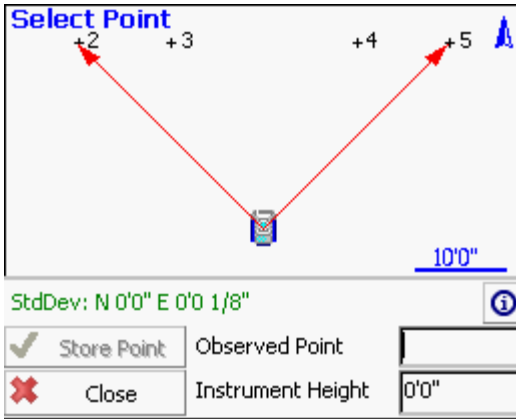 Select Point
+2 +3 +4 +5
10'0"
StdDev: N 0'0" E 0'0 1/8"
Store Point Observed Point
Close Instrument Height 0'0"